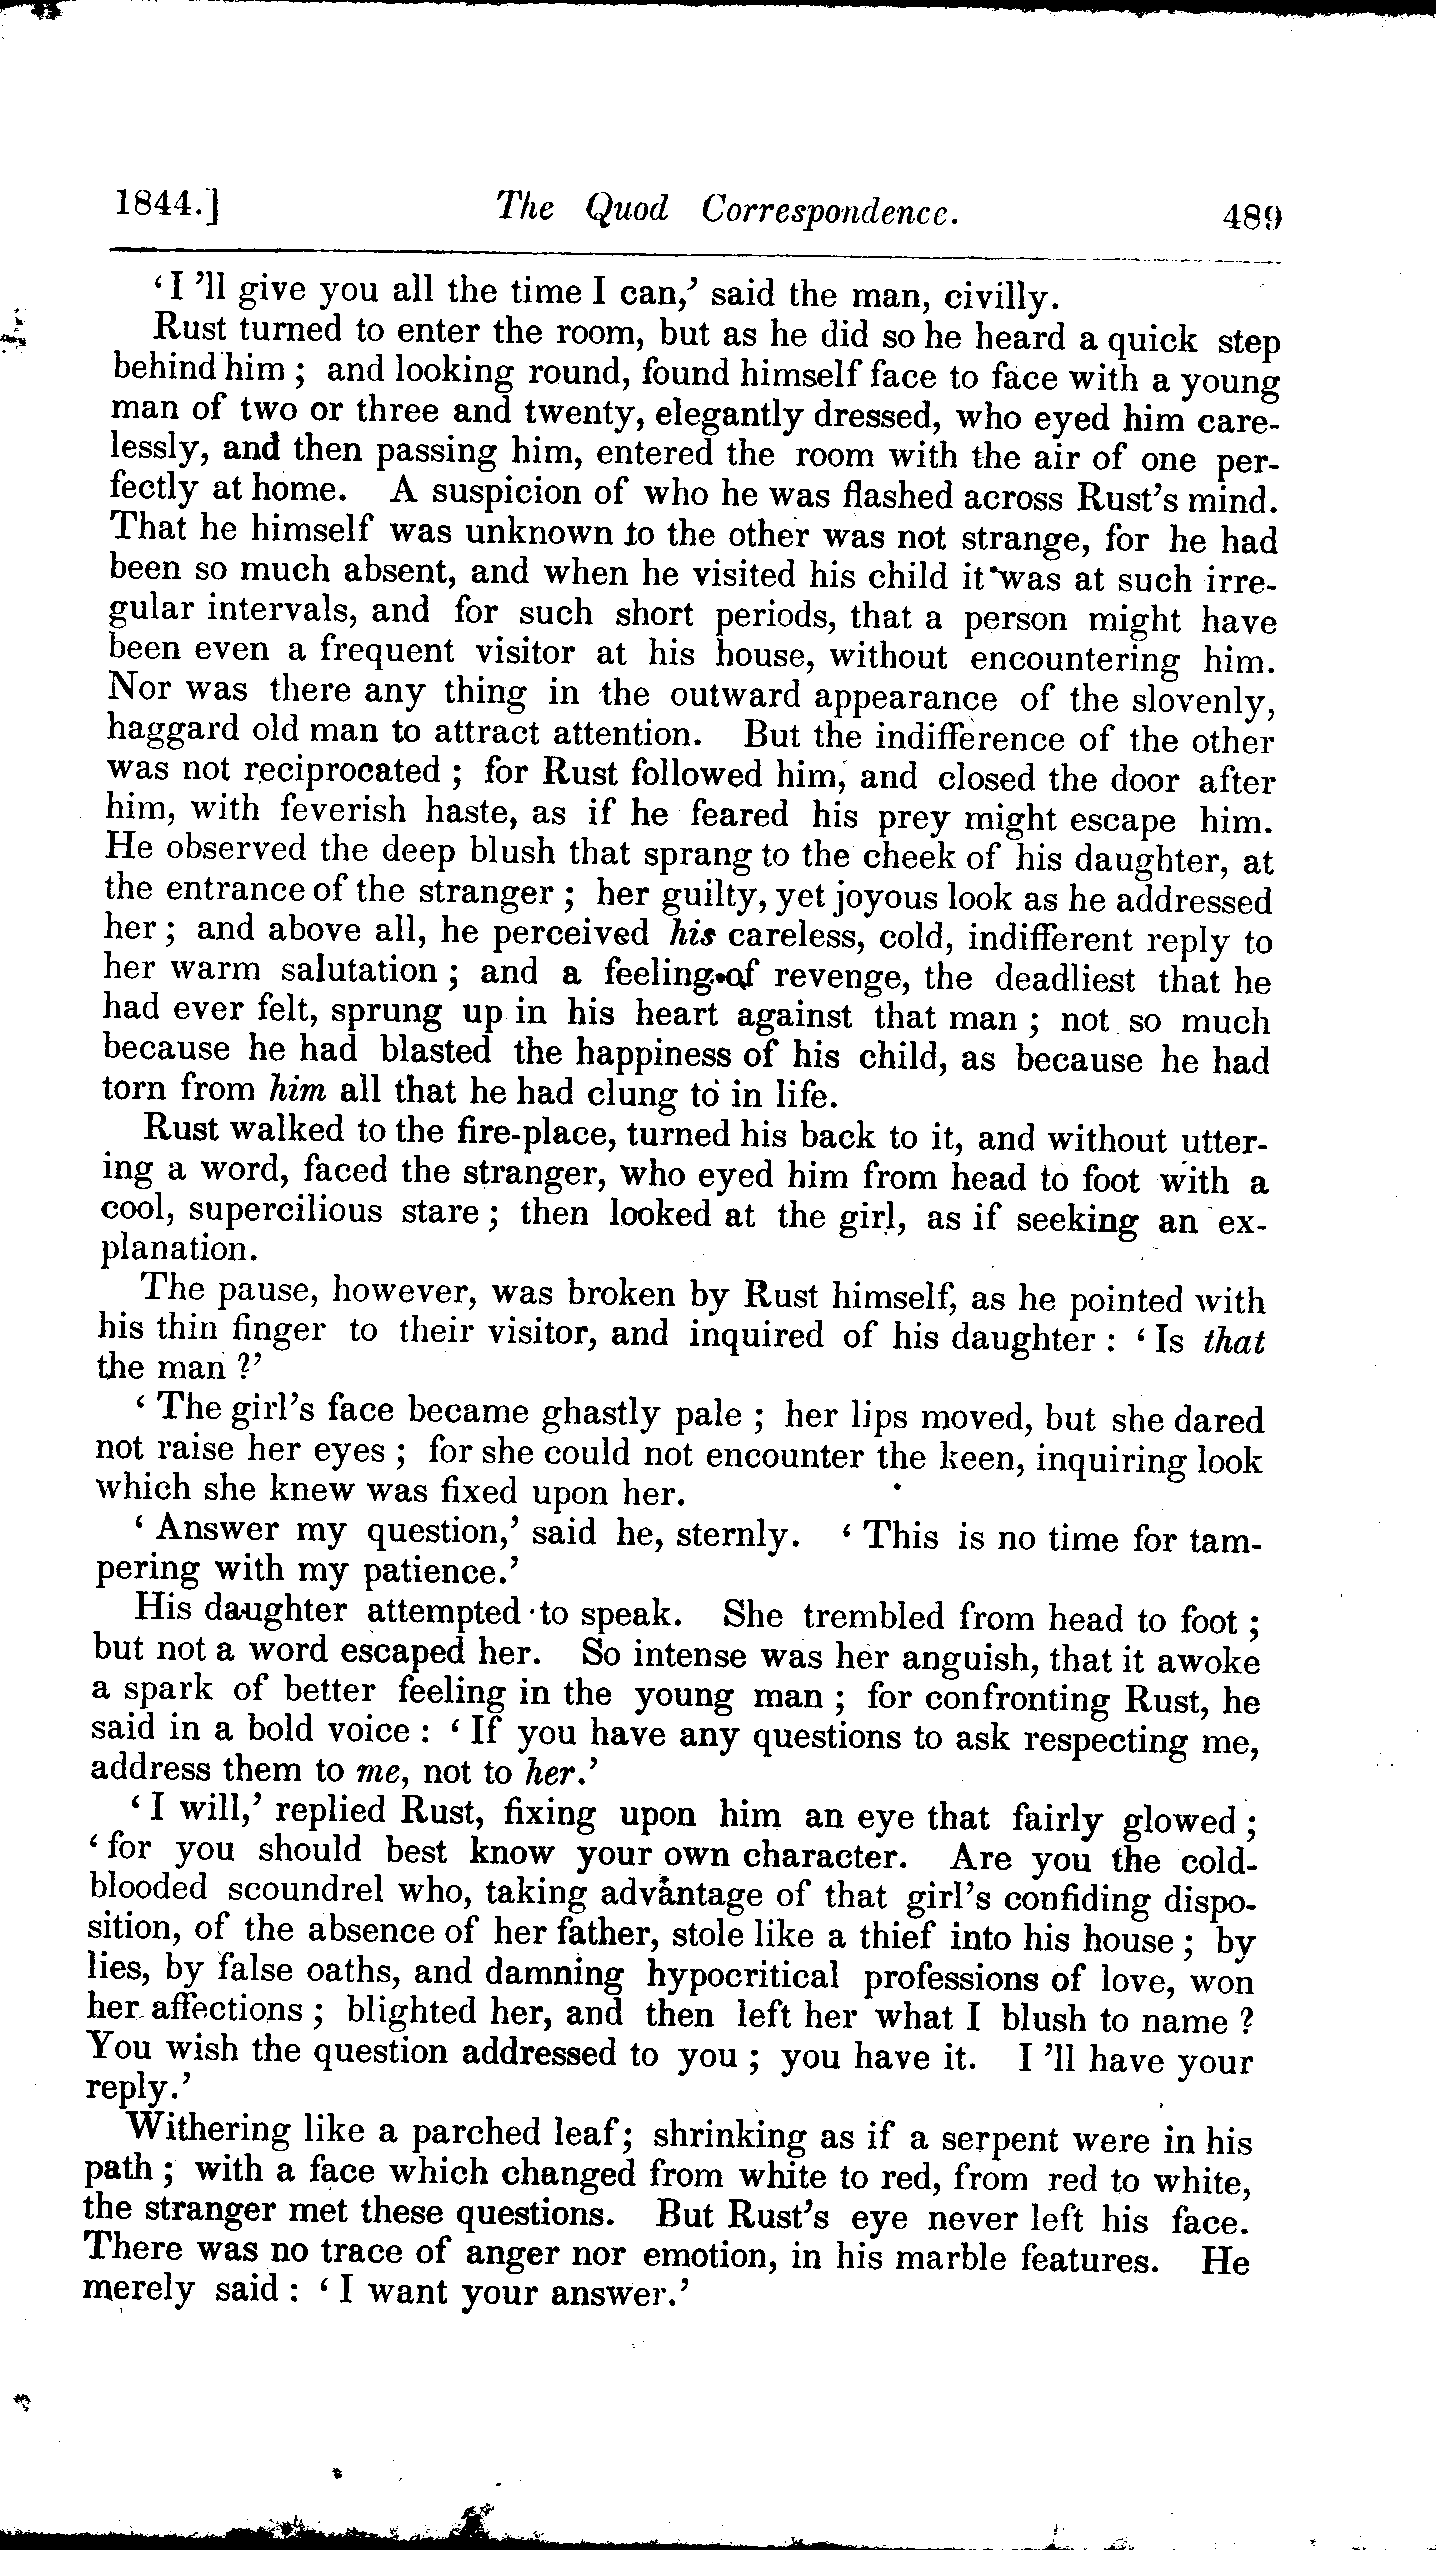 1844.] The Quod Correspondence. 489
‘I ’ll give you all the time I can,’ said the man, civilly.
Rust turned to enter the room, but as he did so he heard a quick step
behind him ; and looking round, found himself face to face with a young
man of two or three and twenty, elegantly dressed, who eyed him care-
lessly, and then passing him, entered the room with the air of one per-
fectly at home. A suspicion of who he was flashed across Rust’s mind.
That he himself was unknown to the other was not strange, for he had
been so much absent, and when he visited his child it was at such irre-
gular intervals, and for such short periods, that a person might have
been even a frequent visitor at his house, without encountering him.
Nor was there any thing in the outward appearance of the slovenly,
haggard old man to attract attention. But the indifference of the other
was not reciprocated ; for Rust followed him, and closed the door after
him, with feverish haste, as if he feared his prey might escape him.
He observed the deep blush that sprang to the cheek of his daughter, at
the entrance of the stranger ; her guilty, yet joyous look as he addressed
her ; and above all, he perceived his careless, cold, indifferent reply to
her warm salutation ; and a feeling of revenge, the deadliest that he
had ever felt, sprung up in his heart against that man ; not so much
because he had blasted the happiness of his child, as because he had
torn from him all that he had clung to in life.
Rust walked to the fire-place, turned his back to it, and without utter-
ing a word, faced the stranger, who eyed him from head to foot with a
cool, supercilious stare ; then looked at the girl, as if seeking an ex-
planation.
The pause, however, was broken by Rust himself, as he pointed with
his thin finger to their visitor, and inquired of his daughter : ‘ Is that
the man ?’
‘ The girl’s face became ghastly pale ; her lips moved, but she dared
not raise her eyes ; for she could not encounter the keen, inquiring look
which she knew was fixed upon her.
‘ Answer my question,’ said he, sternly. ‘ This is no time for tam-
pering with my patience.’
His daughter attempted to speak. She trembled from head to foot ;
but not a word escaped her. So intense was her anguish, that it awoke
a spark of better feeling in the young man ; for confronting Rust, he
said in a bold voice : ‘ If you have any questions to ask respecting me,
address them to me, not to her.’
‘ I will,’ replied Rust, fixing upon him an eye that fairly glowed ;
‘ for you should best know your own character. Are you the cold-
blooded scoundrel who, taking advantage of that girl’s confiding dispo-
sition, of the absence of her father, stole like a thief into his house ; by
lies, by false oaths, and damning hypocritical professions of love, won
her affections ; blighted her, and then left her what I blush to name ?
You wish the question addressed to you ; you have it. I ’ll have your
reply.’
Withering like a parched leaf ; shrinking as if a serpent were in his
path ; with a face which changed from white to red, from red to white,
the stranger met these questions. But Rust’s eye never left his face.
There was no trace of anger nor emotion, in his marble features. He
merely said : ‘ I want your answer.’